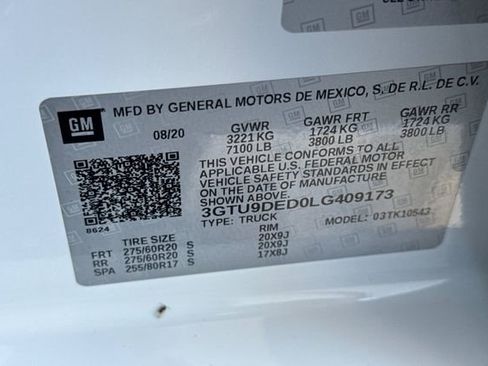 GM
MFD BY GENERAL MOTORS DE MEXICO, S. DE R.L. DE C.V.
08/20 GVWR GAWR FRT GAWR RR
3221 KG 1724 KG 1724 KG
7100 LB 3800 LB 3800 LB
THIS VEHICLE CONFORMS TO ALL
APPLICABLE U.S. FEDERAL MOTOR
VEHICLE SAFETY STANDARDS IN EFFECT
ON THE DATE OF MANUFACTURE
SHOWN ABOVE.
3GTU9DED0LG409173
8624 TYPE: TRUCK MODEL: 03TK10543
TIRE SIZE RIM
FRT 275/60R20 S 20X9J
RR 275/60R20 S 20X9J
SPA 255/80R17 S 17X8J